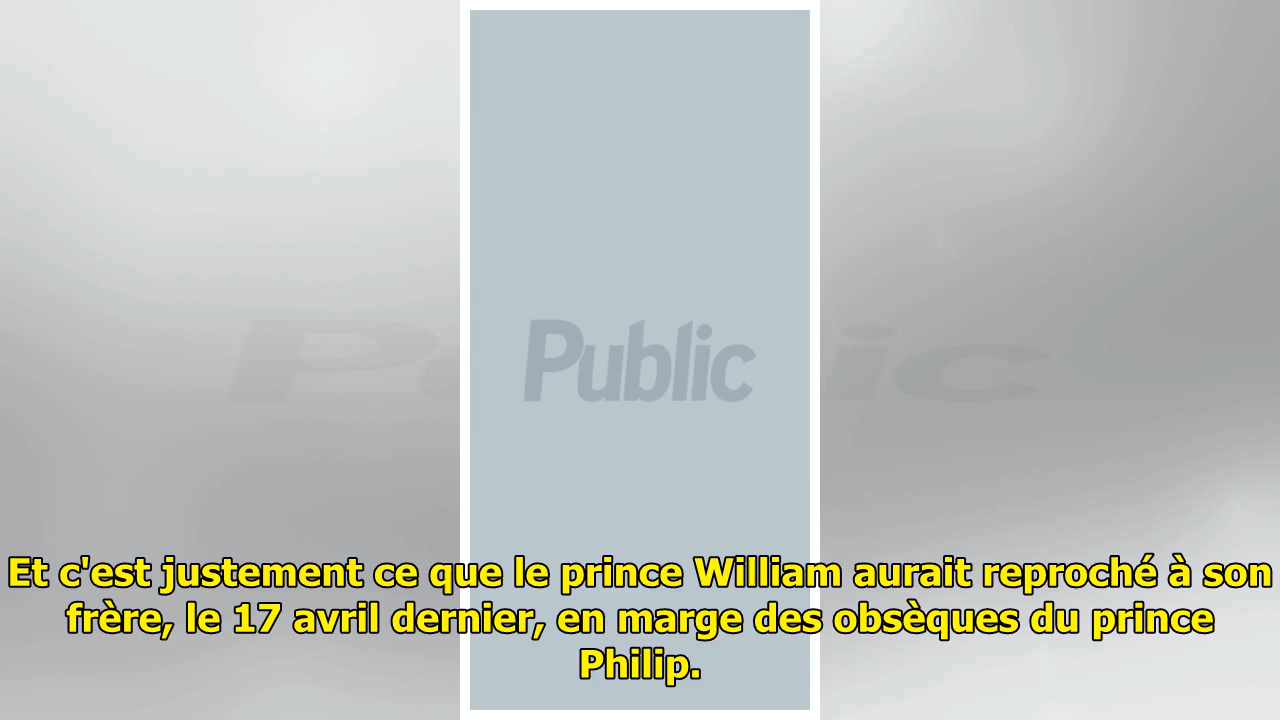 Public
Et c'est justement ce que le prince William aurait reproché à son
frère, le 17 avril dernier, en marge des obsèques du prince
Philip.